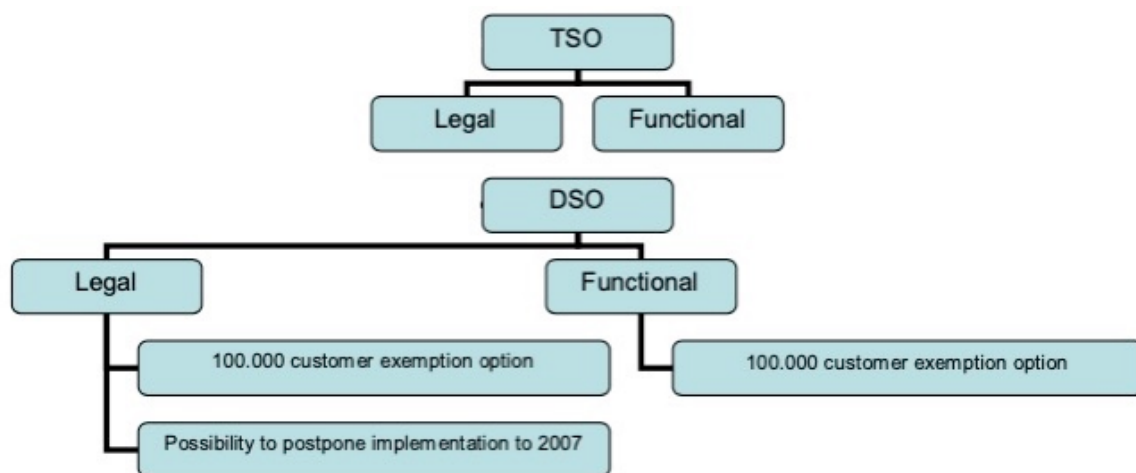 TSO
Legal
Functional
DSO
Legal
Functional
100.000 customer exemption option
100.000 customer exemption option
Possibility to postpone implementation to 2007